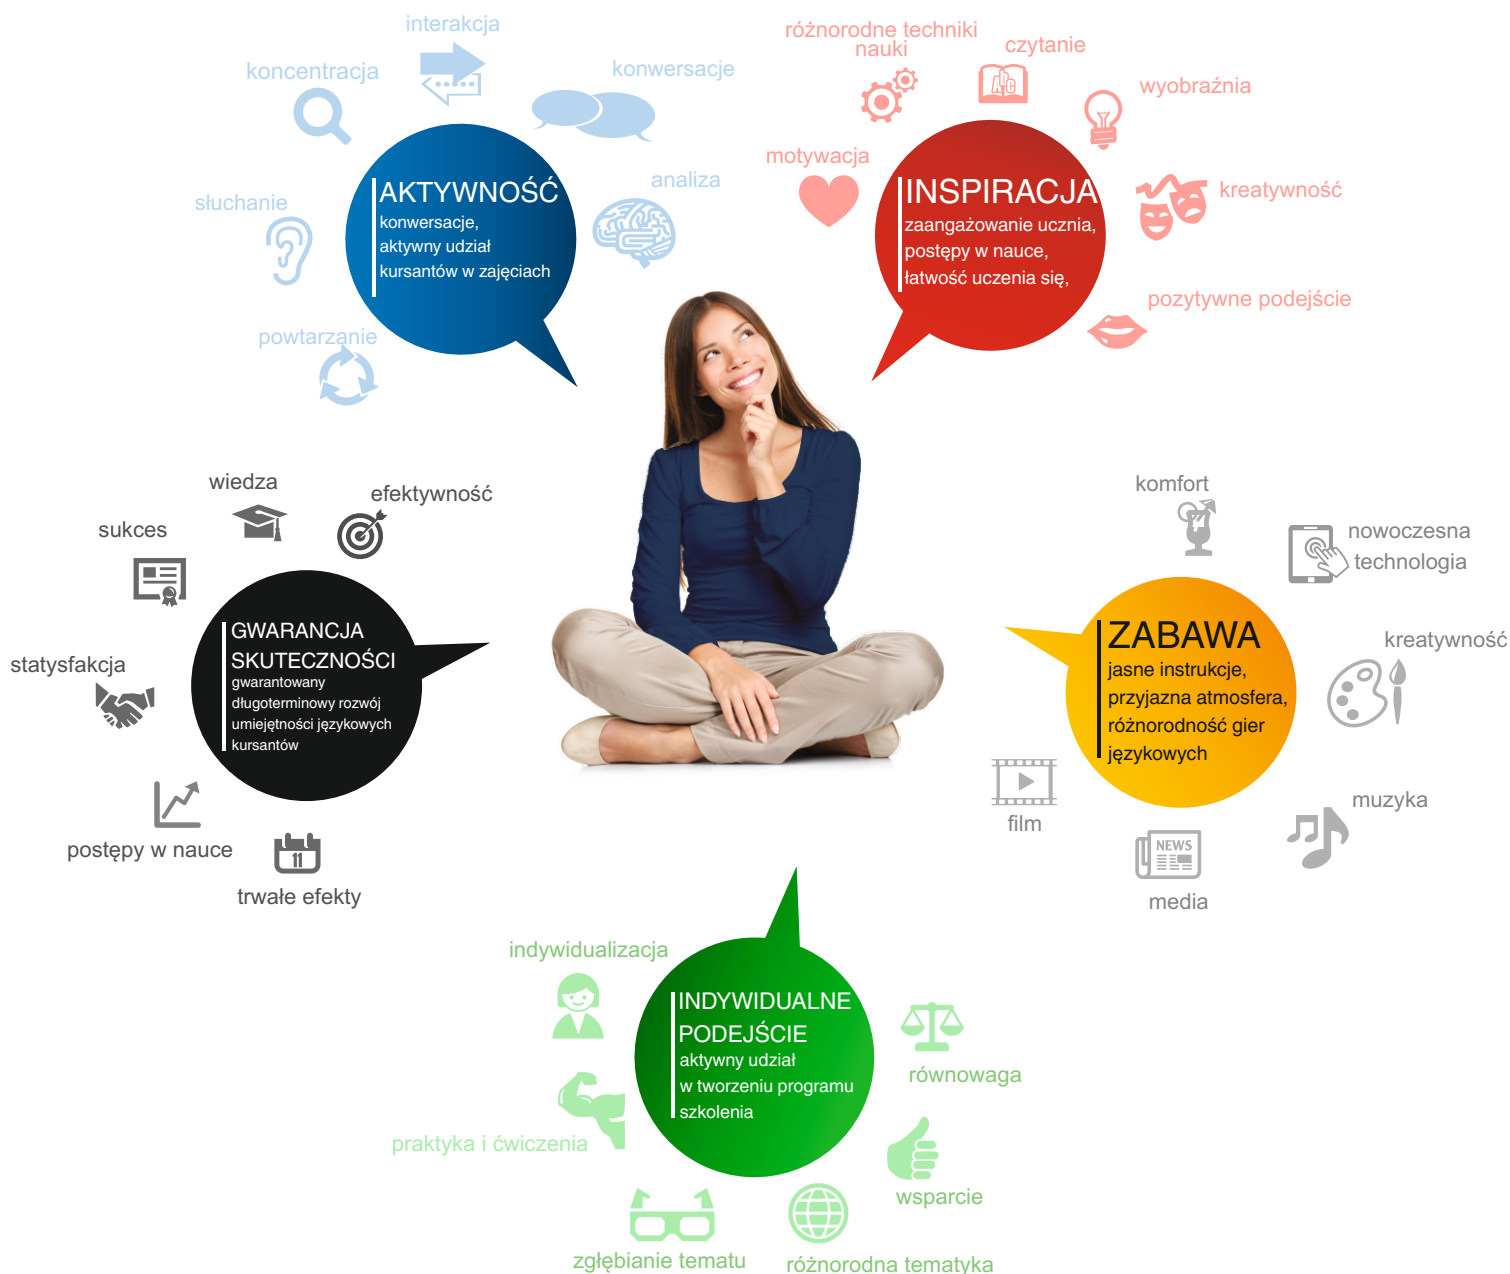 interakcja
koncentracja
konwersacje
słuchanie
analiza
powtarzanie
AKTYWNOŚĆ
konwersacje,
aktywny udział
kursantów w zajęciach
różnorodne techniki
nauki
czytanie
wyobraźnia
motywacja
kreatywność
pozytywne podejście
INSPIRACJA
zaangażowanie ucznia,
postępy w nauce,
łatwość uczenia się,
wiedza
efektywność
sukces
statysfakcja
postępy w nauce
11
trwałe efekty
GWARANCJA
SKUTECZNOŚCI
gwarantowany
długoterminowy rozwój
umiejętności językowych
kursantów
komfort
nowoczesna
technologia
kreatywność
muzyka
film
NEWS
media
ZABAWA
jasne instrukcje,
przyjazna atmosfera,
różnorodność gier
językowych
indywidualizacja
praktyka i ćwiczenia
zgłębianie tematu
różnorodna tematyka
wsparcie
równowaga
INDYWIDUALNE
PODEJŚCIE
aktywny udział
w tworzeniu programu
szkolenia
ABC